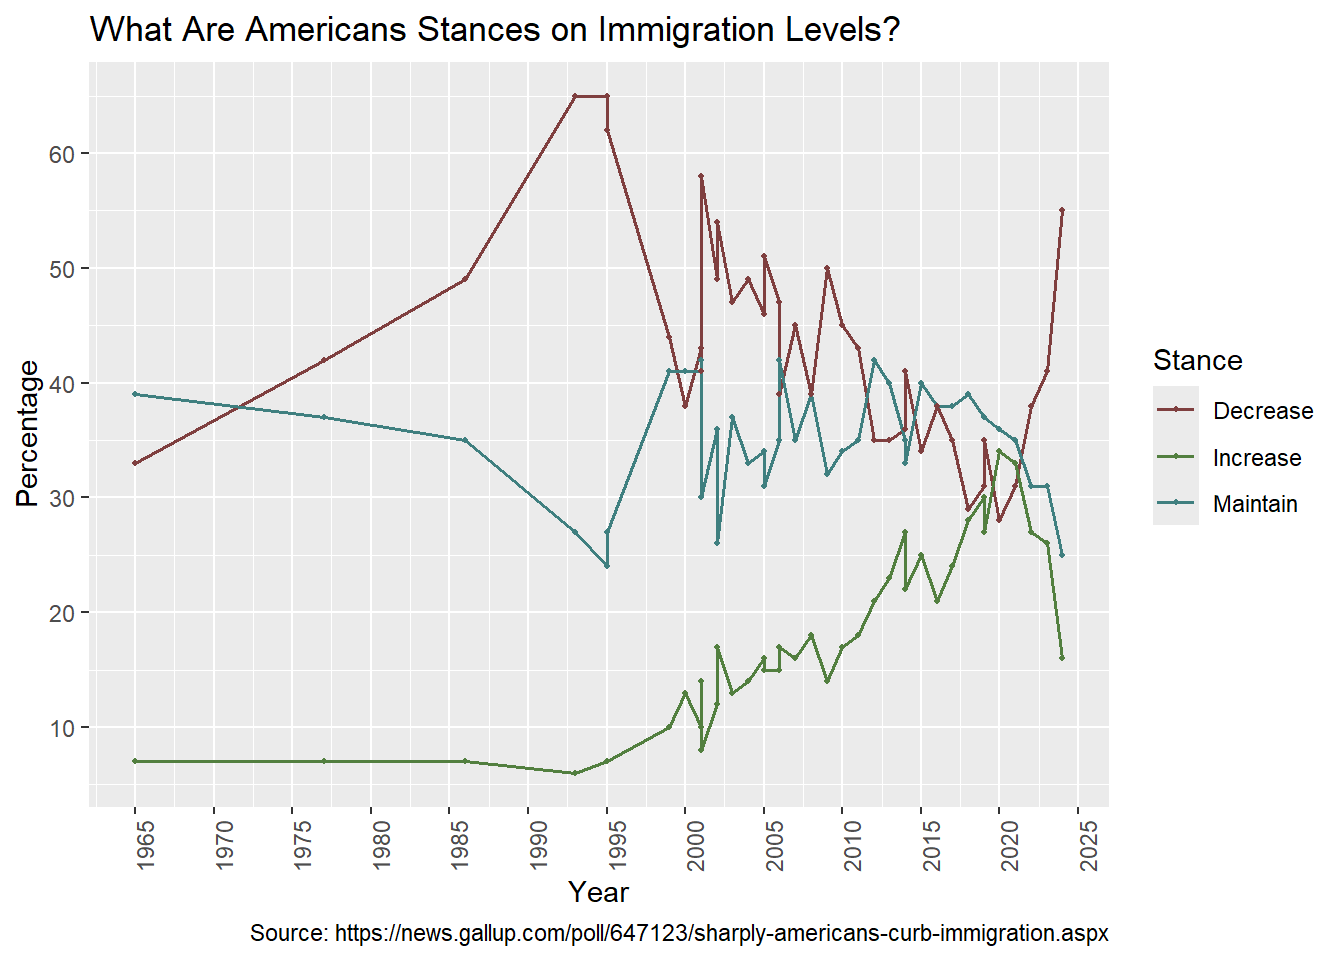 What Are Americans Stances on Immigration Levels?
Percentage
60
50
40
30
20
10
1965
1970
1975
1980
1985
1990
1995
2000
2005
2010
2015
2020
2025
Year
Stance
Decrease
Increase
Maintain
Source: https://news.gallup.com/poll/647123/sharply-americans-curb-immigration.aspx